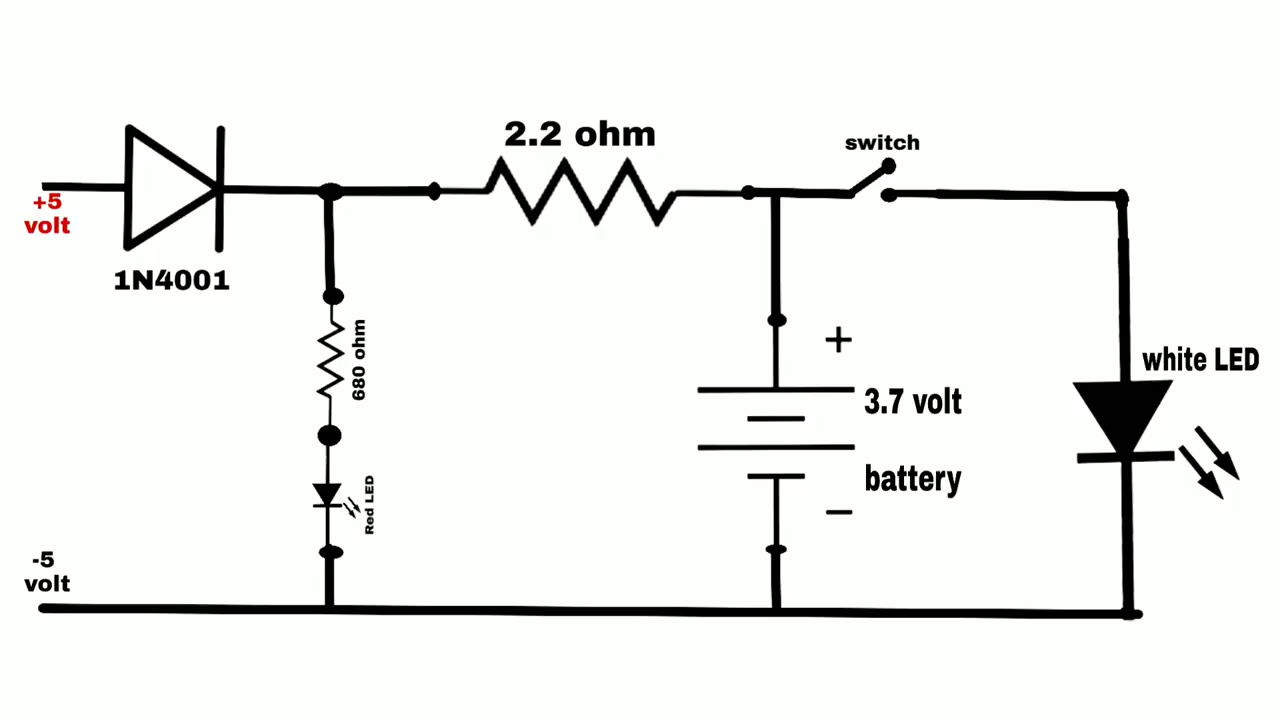 2.2 ohm
switch
+5
volt
1N4001
680 ohm
white LED
+
3.7 volt
battery
–
Red LED
-5
volt